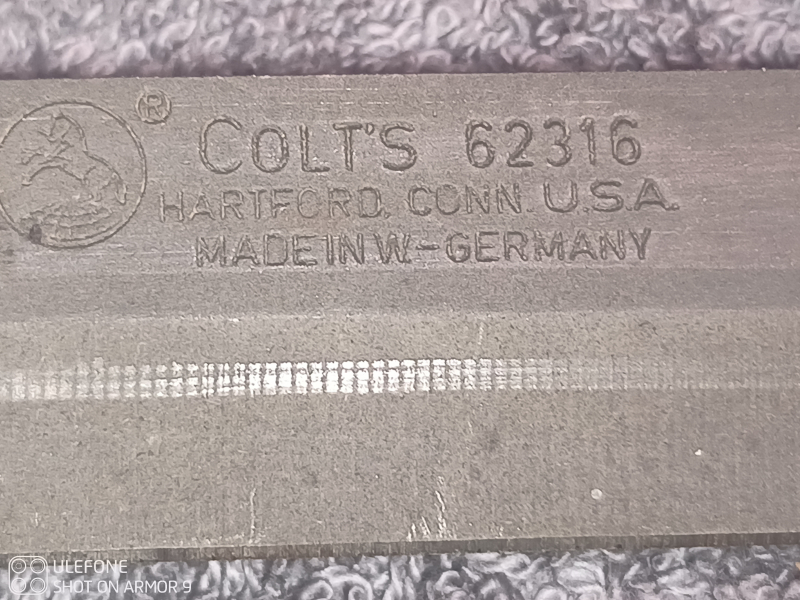 ® COLT'S 62316
HARTFORD, CONN. U.S.A.
MADE IN W.-GERMANY
ULEFONE
SHOT ON ARMOR 9